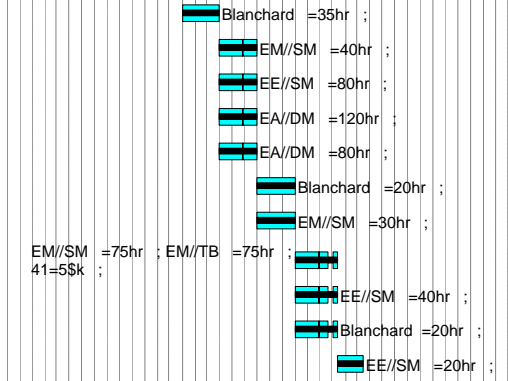 Blanchard =35hr ;
EM//SM =40hr ;
EE//SM =80hr ;
EA//DM =120hr ;
EA//DM =80hr ;
Blanchard =20hr ;
EM//SM =30hr ;
EM//SM =75hr ; EM//TB =75hr ;
41=5$k ;
EE//SM =40hr ;
Blanchard =20hr ;
EE//SM =20hr ;